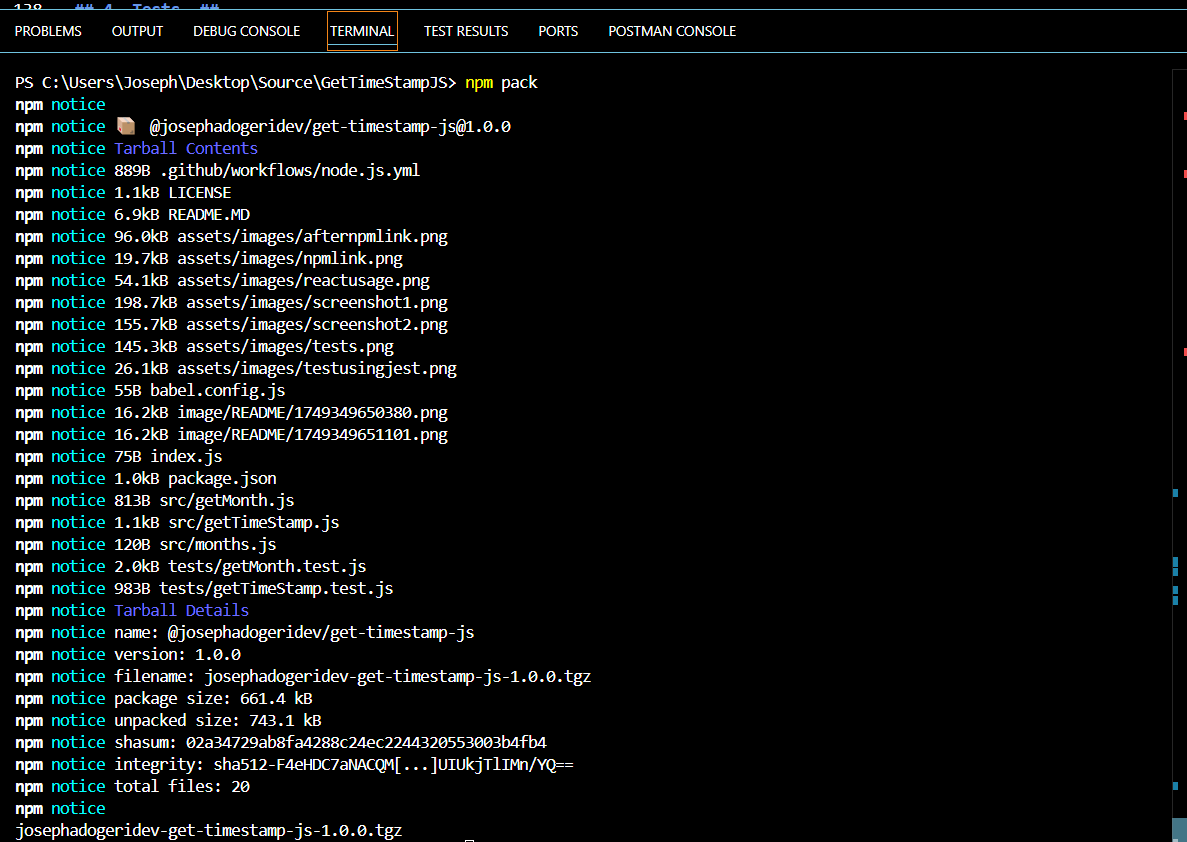 138 ## 4. Tests ##
PROBLEMS OUTPUT DEBUG CONSOLE TERMINAL TEST RESULTS PORTS POSTMAN CONSOLE
PS C:\Users\Joseph\Desktop\Source\GetTimeStampJS> npm pack
npm notice
npm notice 📦 @josephadogeridev/get-timestamp-js@1.0.0
npm notice Tarball Contents
npm notice 889B .github/workflows/node.js.yml
npm notice 1.1kB LICENSE
npm notice 6.9kB README.MD
npm notice 96.0kB assets/images/afternpmlink.png
npm notice 19.7kB assets/images/npmlink.png
npm notice 54.1kB assets/images/reactusage.png
npm notice 198.7kB assets/images/screenshot1.png
npm notice 155.7kB assets/images/screenshot2.png
npm notice 145.3kB assets/images/tests.png
npm notice 26.1kB assets/images/testusingjest.png
npm notice 55B babel.config.js
npm notice 16.2kB image/README/1749349650380.png
npm notice 16.2kB image/README/1749349651101.png
npm notice 75B index.js
npm notice 1.0kB package.json
npm notice 813B src/getMonth.js
npm notice 1.1kB src/getTimeStamp.js
npm notice 120B src/months.js
npm notice 2.0kB tests/getMonth.test.js
npm notice 983B tests/getTimeStamp.test.js
npm notice Tarball Details
npm notice name: @josephadogeridev/get-timestamp-js
npm notice version: 1.0.0
npm notice filename: josephadogeridev-get-timestamp-js-1.0.0.tgz
npm notice package size: 661.4 kB
npm notice unpacked size: 743.1 kB
npm notice shasum: 02a34729ab8fa4288c24ec2244320553003b4fb4
npm notice integrity: sha512-F4eHDC7aNACQM[...]UIUkjTlIMn/YQ==
npm notice total files: 20
npm notice
josephadogeridev-get-timestamp-js-1.0.0.tgz